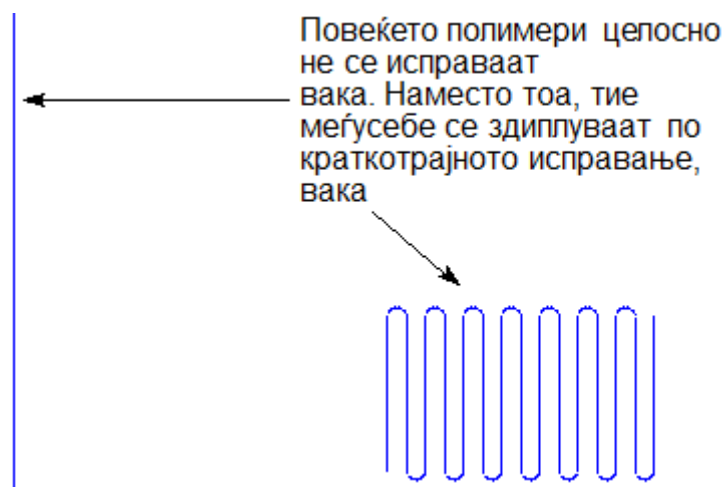 Повеќето полимери целосно
не се исправаат
вака. Наместо тоа, тие
меѓусебе се здиплуваат по
краткотрајното исправање,
вака